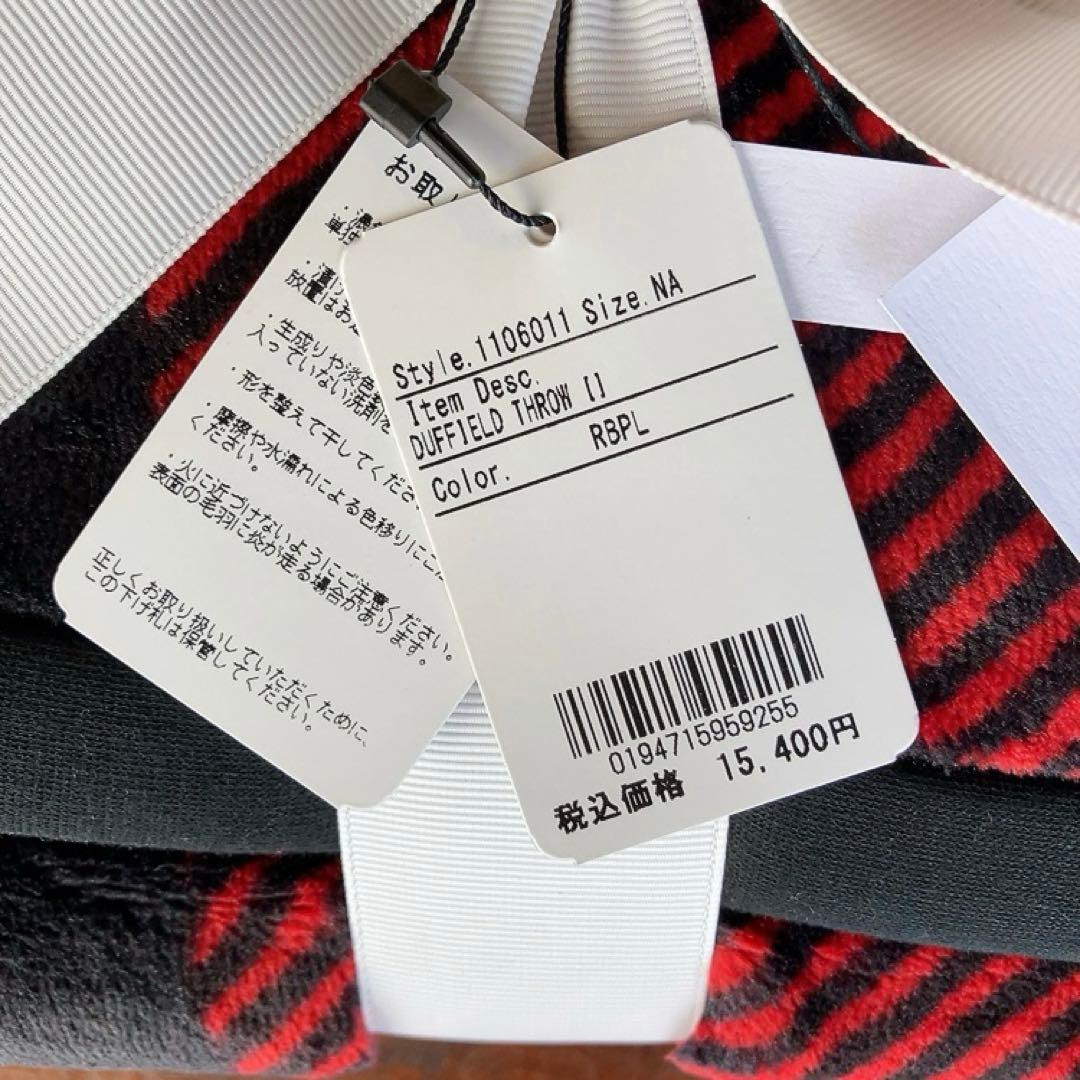 Style. 1106011 Size. NA
Item Desc.
DUFFIELD THROW II
Color. RBPL
0194715959255
税込価格 15,400円
お取
・濃
単独
・濡
放置はお
・生成りや淡色
入っていない洗剤を
・形を整えて干してくださ
・摩擦や水濡れによる色移りにご
ください。
・火に近づけないようにご注意ください。
表面の毛羽に炎が走る場合があります。
正しくお取り扱いしていただくために、
この下げ札は保管してください。